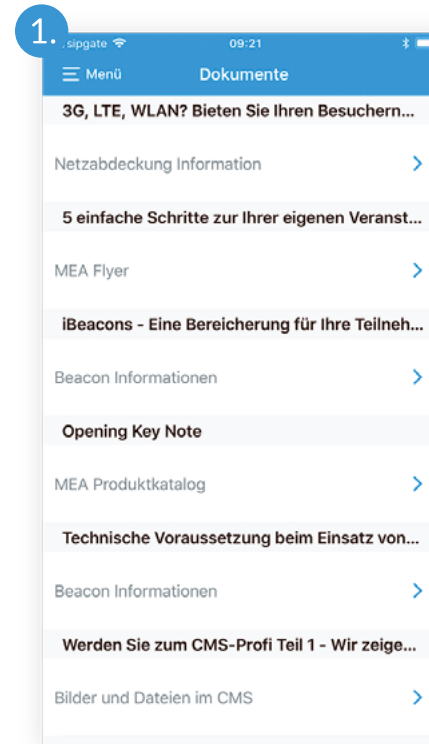 1.
sipgate 09:21
Menü Dokumente
3G, LTE, WLAN? Bieten Sie Ihren Besuchern...
Netzabdeckung Information
5 einfache Schritte zur Ihrer eigenen Veranst...
MEA Flyer
iBeacons - Eine Bereicherung für Ihre Teilneh...
Beacon Informationen
Opening Key Note
MEA Produktkatalog
Technische Voraussetzung beim Einsatz von...
Beacon Informationen
Werden Sie zum CMS-Profi Teil 1 - Wir zeige...
Bilder und Dateien im CMS